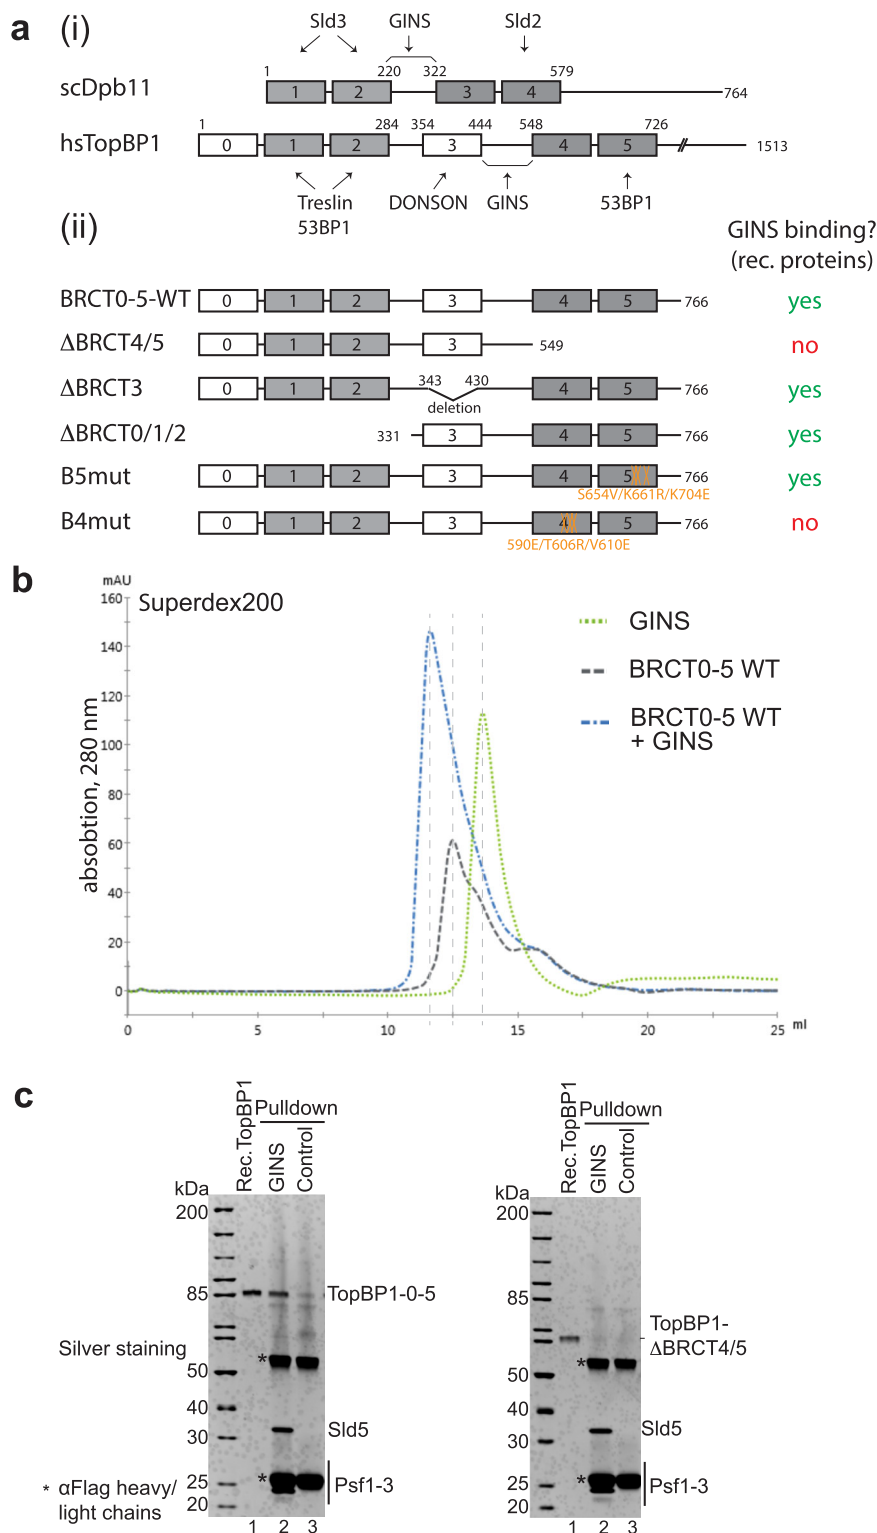 a (i)
Sld3 GINS Sld2
1 220 322 579
scDpb11 1 2 3 4 764
1 284 354 444 548 726
hsTopBP1 0 1 2 3 4 5 1513
Treslin DONSON GINS 53BP1
53BP1
(ii)
GINS binding?
(rec. proteins)
BRCT0-5-WT 0 1 2 3 4 5 766 yes
ΔBRCT4/5 0 1 2 3 549 no
ΔBRCT3 0 1 2 343 430 4 5 766 yes
deletion
ΔBRCT0/1/2 331 3 4 5 766 yes
B5mut 0 1 2 3 4 5 766 yes
S654V/K661R/K704E
B4mut 0 1 2 3 4 5 766 no
590E/T606R/V610E
b
mAU
160
140
120
100
80
60
40
20
0
absobtion, 280 nm
Superdex200
GINS
BRCT0-5 WT
BRCT0-5 WT
+ GINS
0 5 10 15 20 25 ml
c
Rec.TopBP1
Pulldown
GINS
Control
kDa
200
85
50
40
30
25
20
TopBP1-0-5
Silver staining
*
Sld5
*
Psf1-3
* αFlag heavy/
light chains
1 2 3
Rec.TopBP1
Pulldown
GINS
Control
kDa
200
85
50
40
30
25
20
TopBP1-
ΔBRCT4/5
*
Sld5
*
Psf1-3
1 2 3